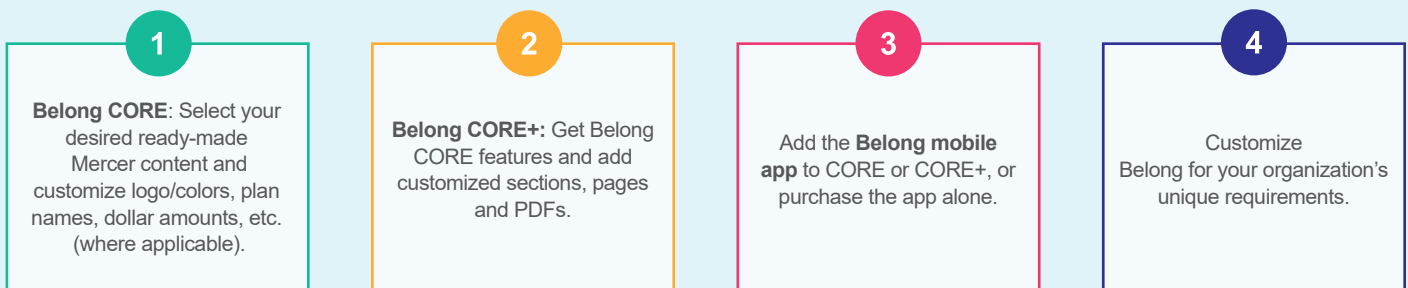 1
Belong CORE: Select your
desired ready-made
Mercer content and
customize logo/colors, plan
names, dollar amounts, etc.
(where applicable).
2
Belong CORE+: Get Belong
CORE features and add
customized sections, pages
and PDFs.
3
Add the Belong mobile
app to CORE or CORE+, or
purchase the app alone.
4
Customize
Belong for your organization’s
unique requirements.